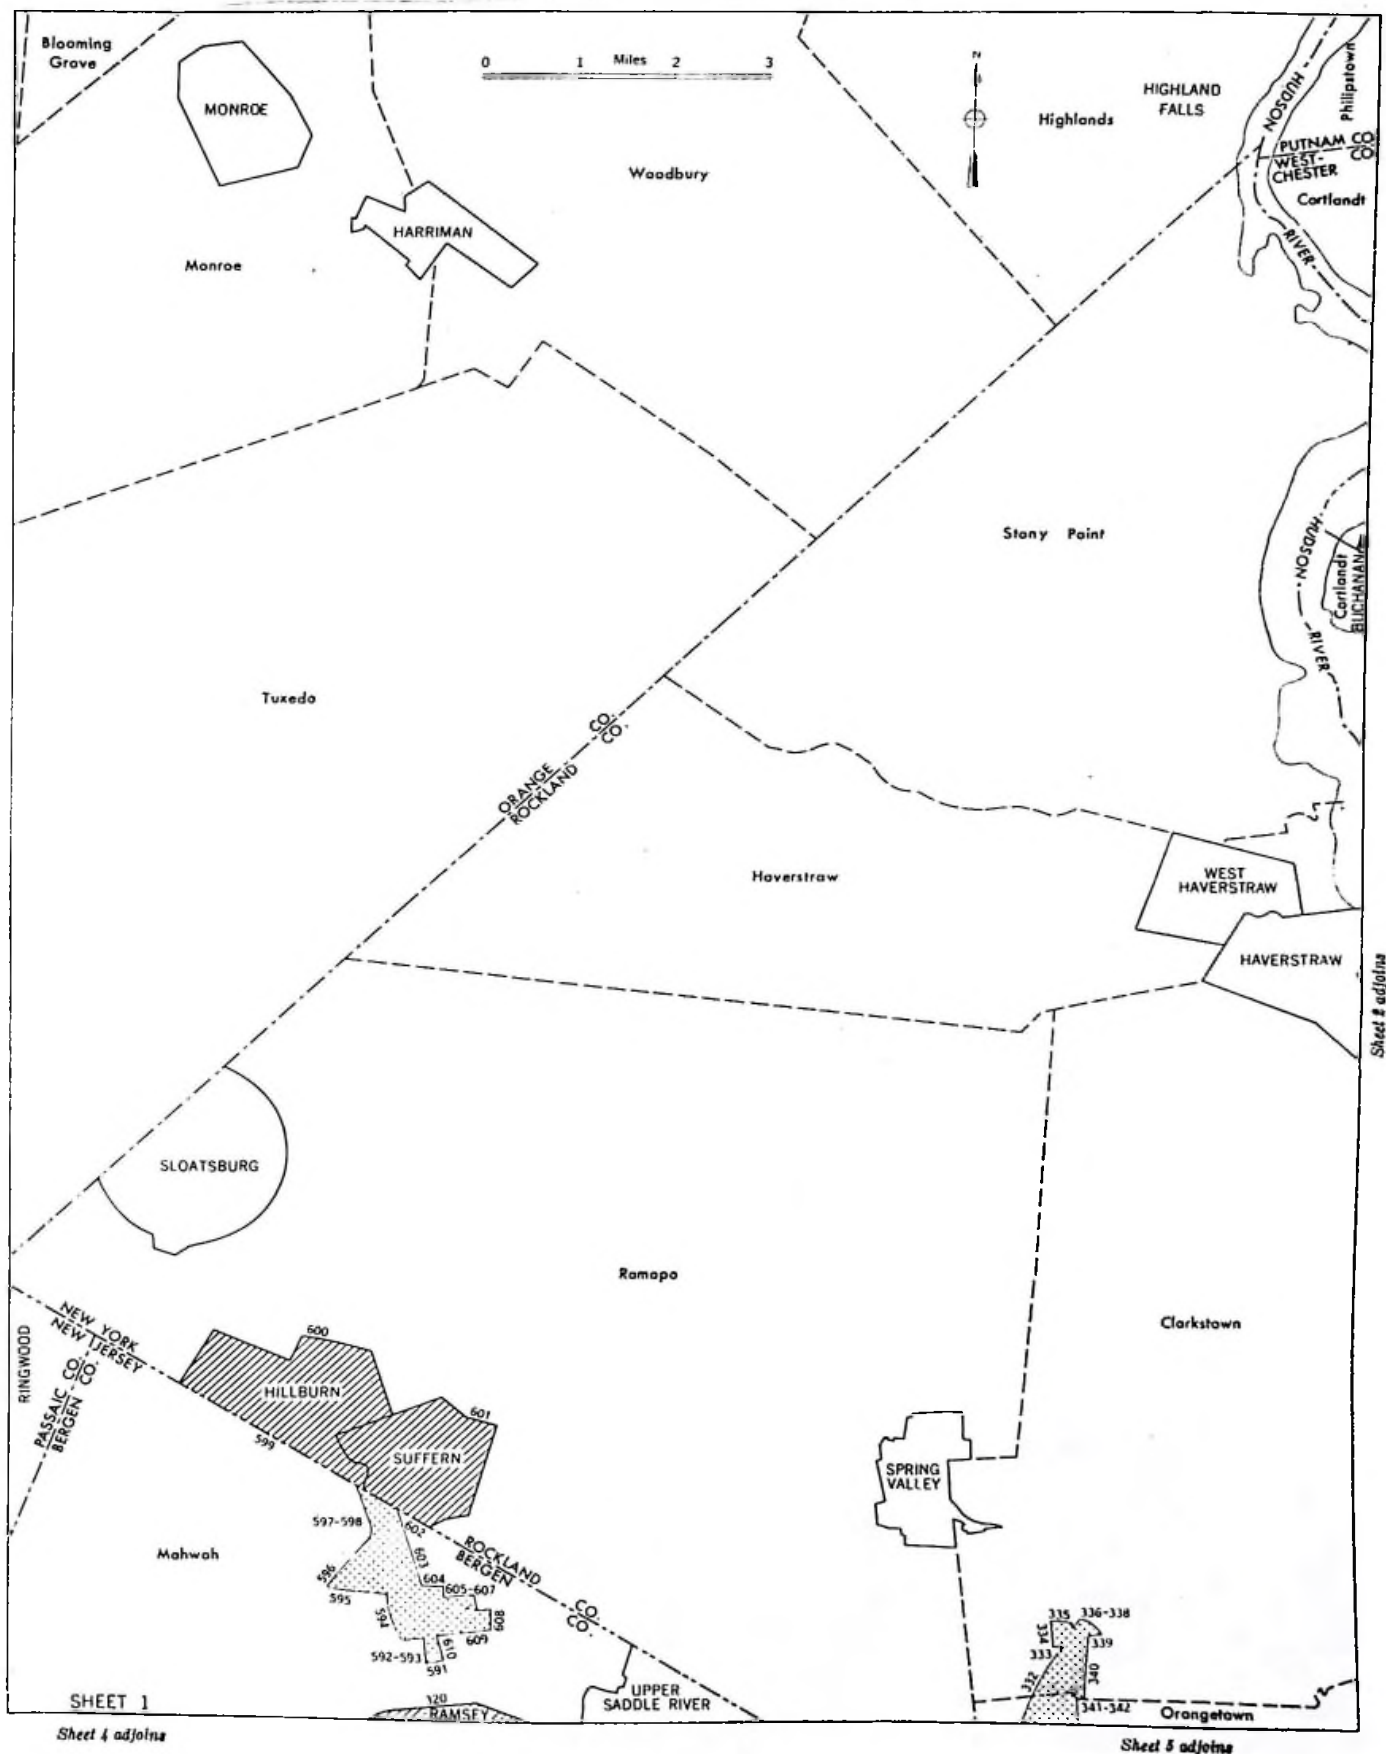 Blooming
Grove
MONROE
0 1 Miles 2 3
N
Highlands
HIGHLAND
FALLS
HUDSON
Philipstown
PUTNAM CO.
WEST-
CHESTER CO.
Cortlandt
RIVER
Woodbury
HARRIMAN
Monroe
Stony Point
HUDSON
Cortlandt
BUCHANAN
RIVER
Tuxedo
ORANGE CO.
ROCKLAND CO.
Haverstraw
WEST
HAVERSTRAW
HAVERSTRAW
Sheet 2 adjoins
SLOATSBURG
Ramapo
Clarkstown
NEW YORK
NEW JERSEY
RINGWOOD
PASSAIC CO.
BERGEN CO.
600
HILLBURN
601
599
SUFFERN
SPRING
VALLEY
597-598
602
Mahwah
603
ROCKLAND CO.
BERGEN CO.
596
604
605-607
595
594
608
609
592-593
610
591
335
336-338
334
339
333
332
340
341-342
Orangetown
SHEET 1
320
RAMSEY
UPPER
SADDLE RIVER
Sheet 4 adjoins
Sheet 5 adjoins